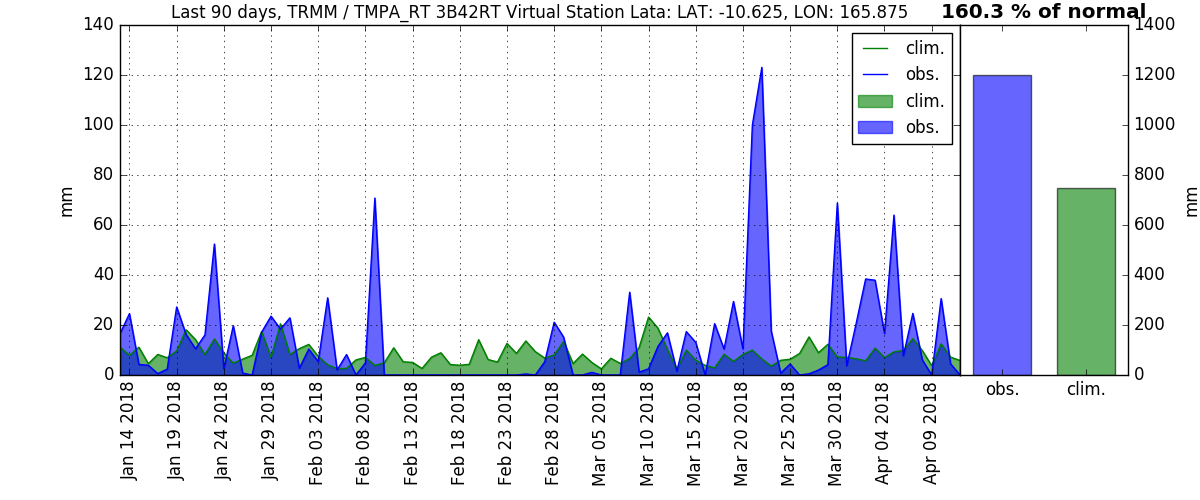 Last 90 days, TRMM / TMPA_RT 3B42RT Virtual Station Lata: LAT: -10.625, LON: 165.875
160.3 % of normal
140
120
100
80
60
40
20
0
mm
clim.
obs.
clim.
obs.
1400
1200
1000
800
600
400
200
0
mm
Jan 14 2018
Jan 19 2018
Jan 24 2018
Jan 29 2018
Feb 03 2018
Feb 08 2018
Feb 13 2018
Feb 18 2018
Feb 23 2018
Feb 28 2018
Mar 05 2018
Mar 10 2018
Mar 15 2018
Mar 20 2018
Mar 25 2018
Mar 30 2018
Apr 04 2018
Apr 09 2018
obs.
clim.